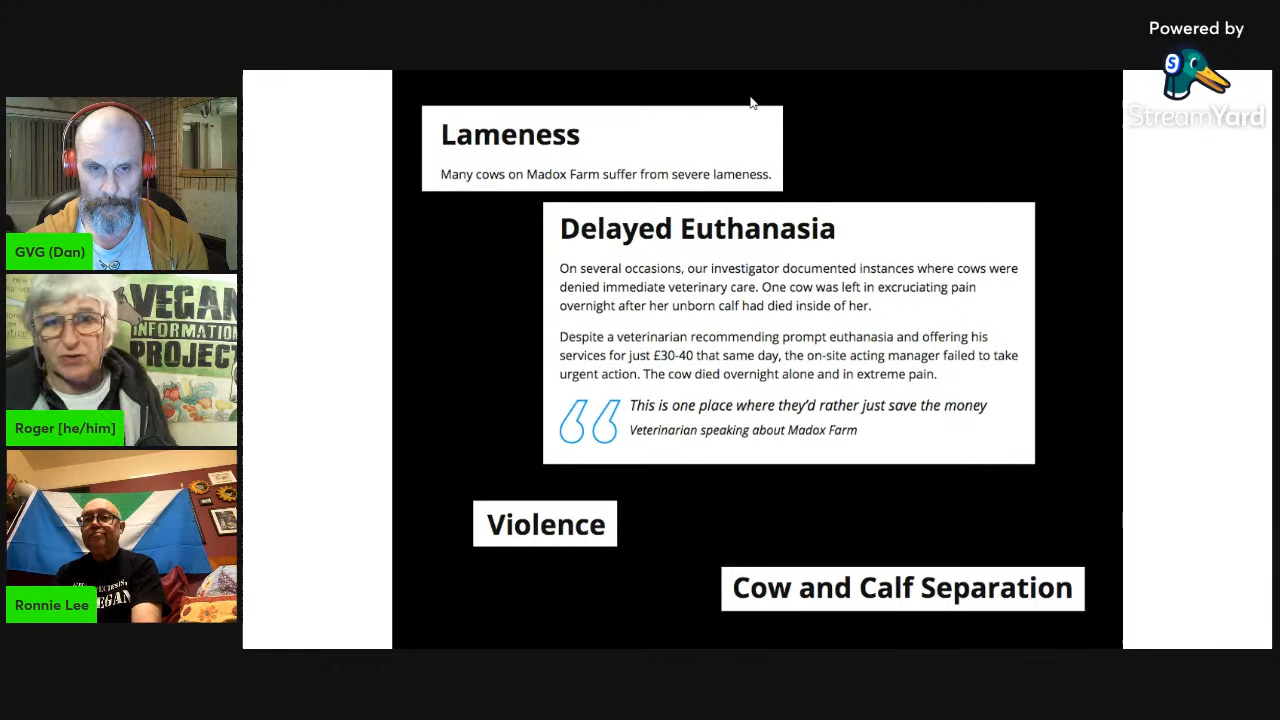 Powered by
S
StreamYard
Lameness
Many cows on Madox Farm suffer from severe lameness.
Delayed Euthanasia
On several occasions, our investigator documented instances where cows were
denied immediate veterinary care. One cow was left in excruciating pain
overnight after her unborn calf had died inside of her.
Despite a veterinarian recommending prompt euthanasia and offering his
services for just £30-40 that same day, the on-site acting manager failed to take
urgent action. The cow died overnight alone and in extreme pain.
“This is one place where they’d rather just save the money
Veterinarian speaking about Madox Farm
Violence
Cow and Calf Separation
GVG (Dan)
VEGAN
INFORMATION
PROJECT
Roger [he/him]
Ronnie Lee